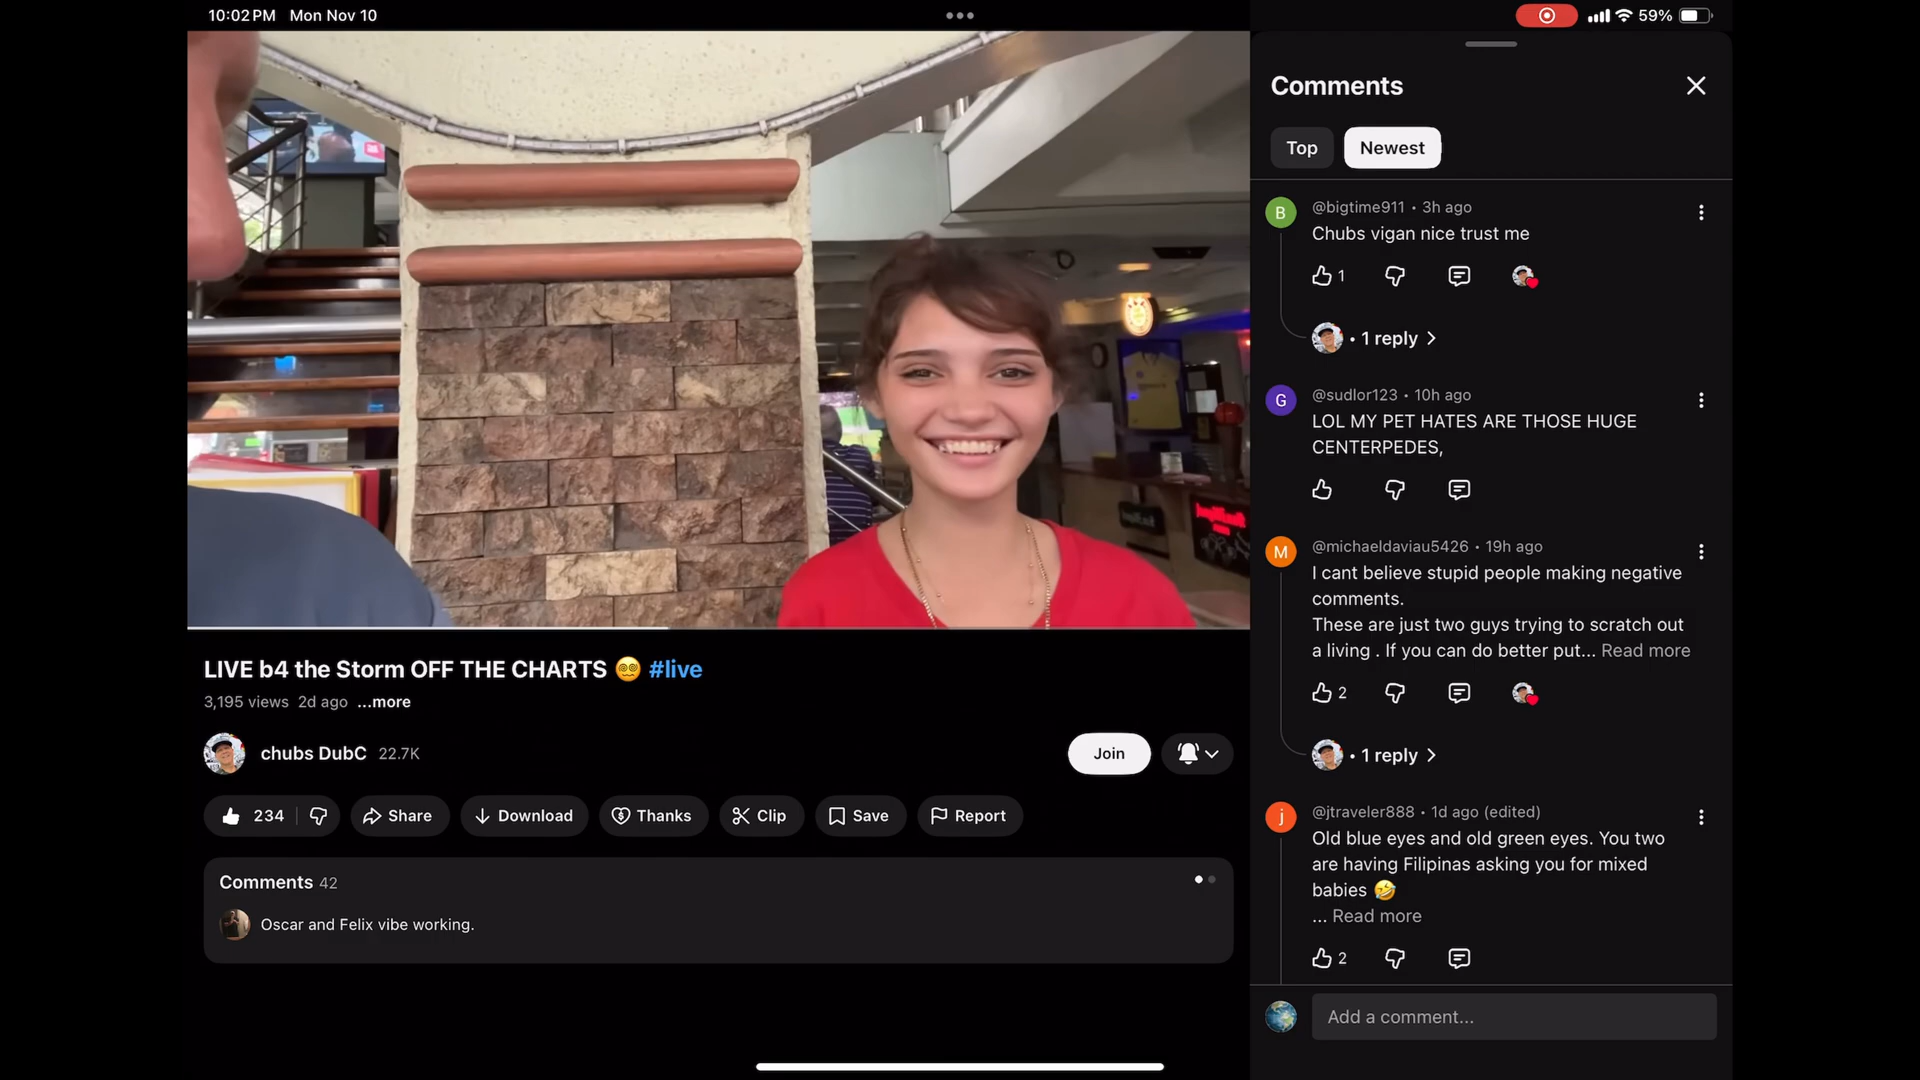 10:02 PM Mon Nov 10
59%
LIVE b4 the Storm OFF THE CHARTS 😵‍💫 #live
3,195 views 2d ago ...more
chubs DubC 22.7K
Join
234
Share
Download
Thanks
Clip
Save
Report
Comments 42
Oscar and Felix vibe working.
Comments
Top
Newest
B
@bigtime911 • 3h ago
Chubs vigan nice trust me
1
• 1 reply
G
@sudlor123 • 10h ago
LOL MY PET HATES ARE THOSE HUGE
CENTERPEDES,
M
@michaeldaviau5426 • 19h ago
I cant believe stupid people making negative
comments.
These are just two guys trying to scratch out
a living . If you can do better put... Read more
2
• 1 reply
j
@jtraveler888 • 1d ago (edited)
Old blue eyes and old green eyes. You two
are having Filipinas asking you for mixed
babies 🤣
... Read more
2
Add a comment...